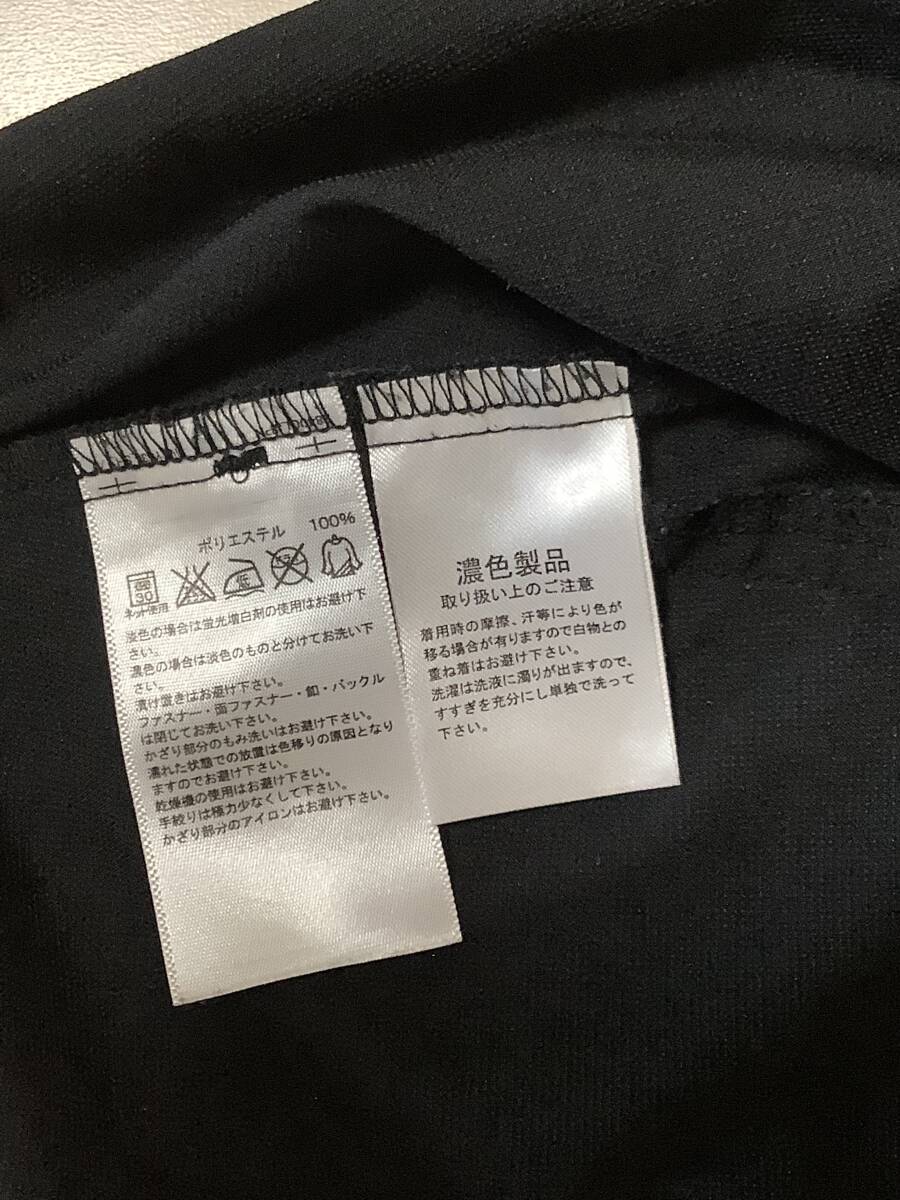 ポリエステル 100%
30
ネット使用
低
淡色の場合は蛍光増白剤の使用はお避け下
さい。
濃色の場合は淡色のものと分けてお洗い下
さい。
漬け置きはお避け下さい。
ファスナー・面ファスナー・釦・バックル
は閉じてお洗い下さい。
かざり部分のもみ洗いはお避け下さい。
濡れた状態での放置は色移りの原因となり
ますのでお避け下さい。
乾燥機の使用はお避け下さい。
手絞りは極力少なくして下さい。
かざり部分のアイロンはお避け下さい。
濃色製品
取り扱い上のご注意
着用時の摩擦、汗等により色が
移る場合が有りますので白物との
重ね着はお避け下さい。
洗濯は洗液に濁りが出ますので、
すすぎを充分にし単独で洗って
下さい。